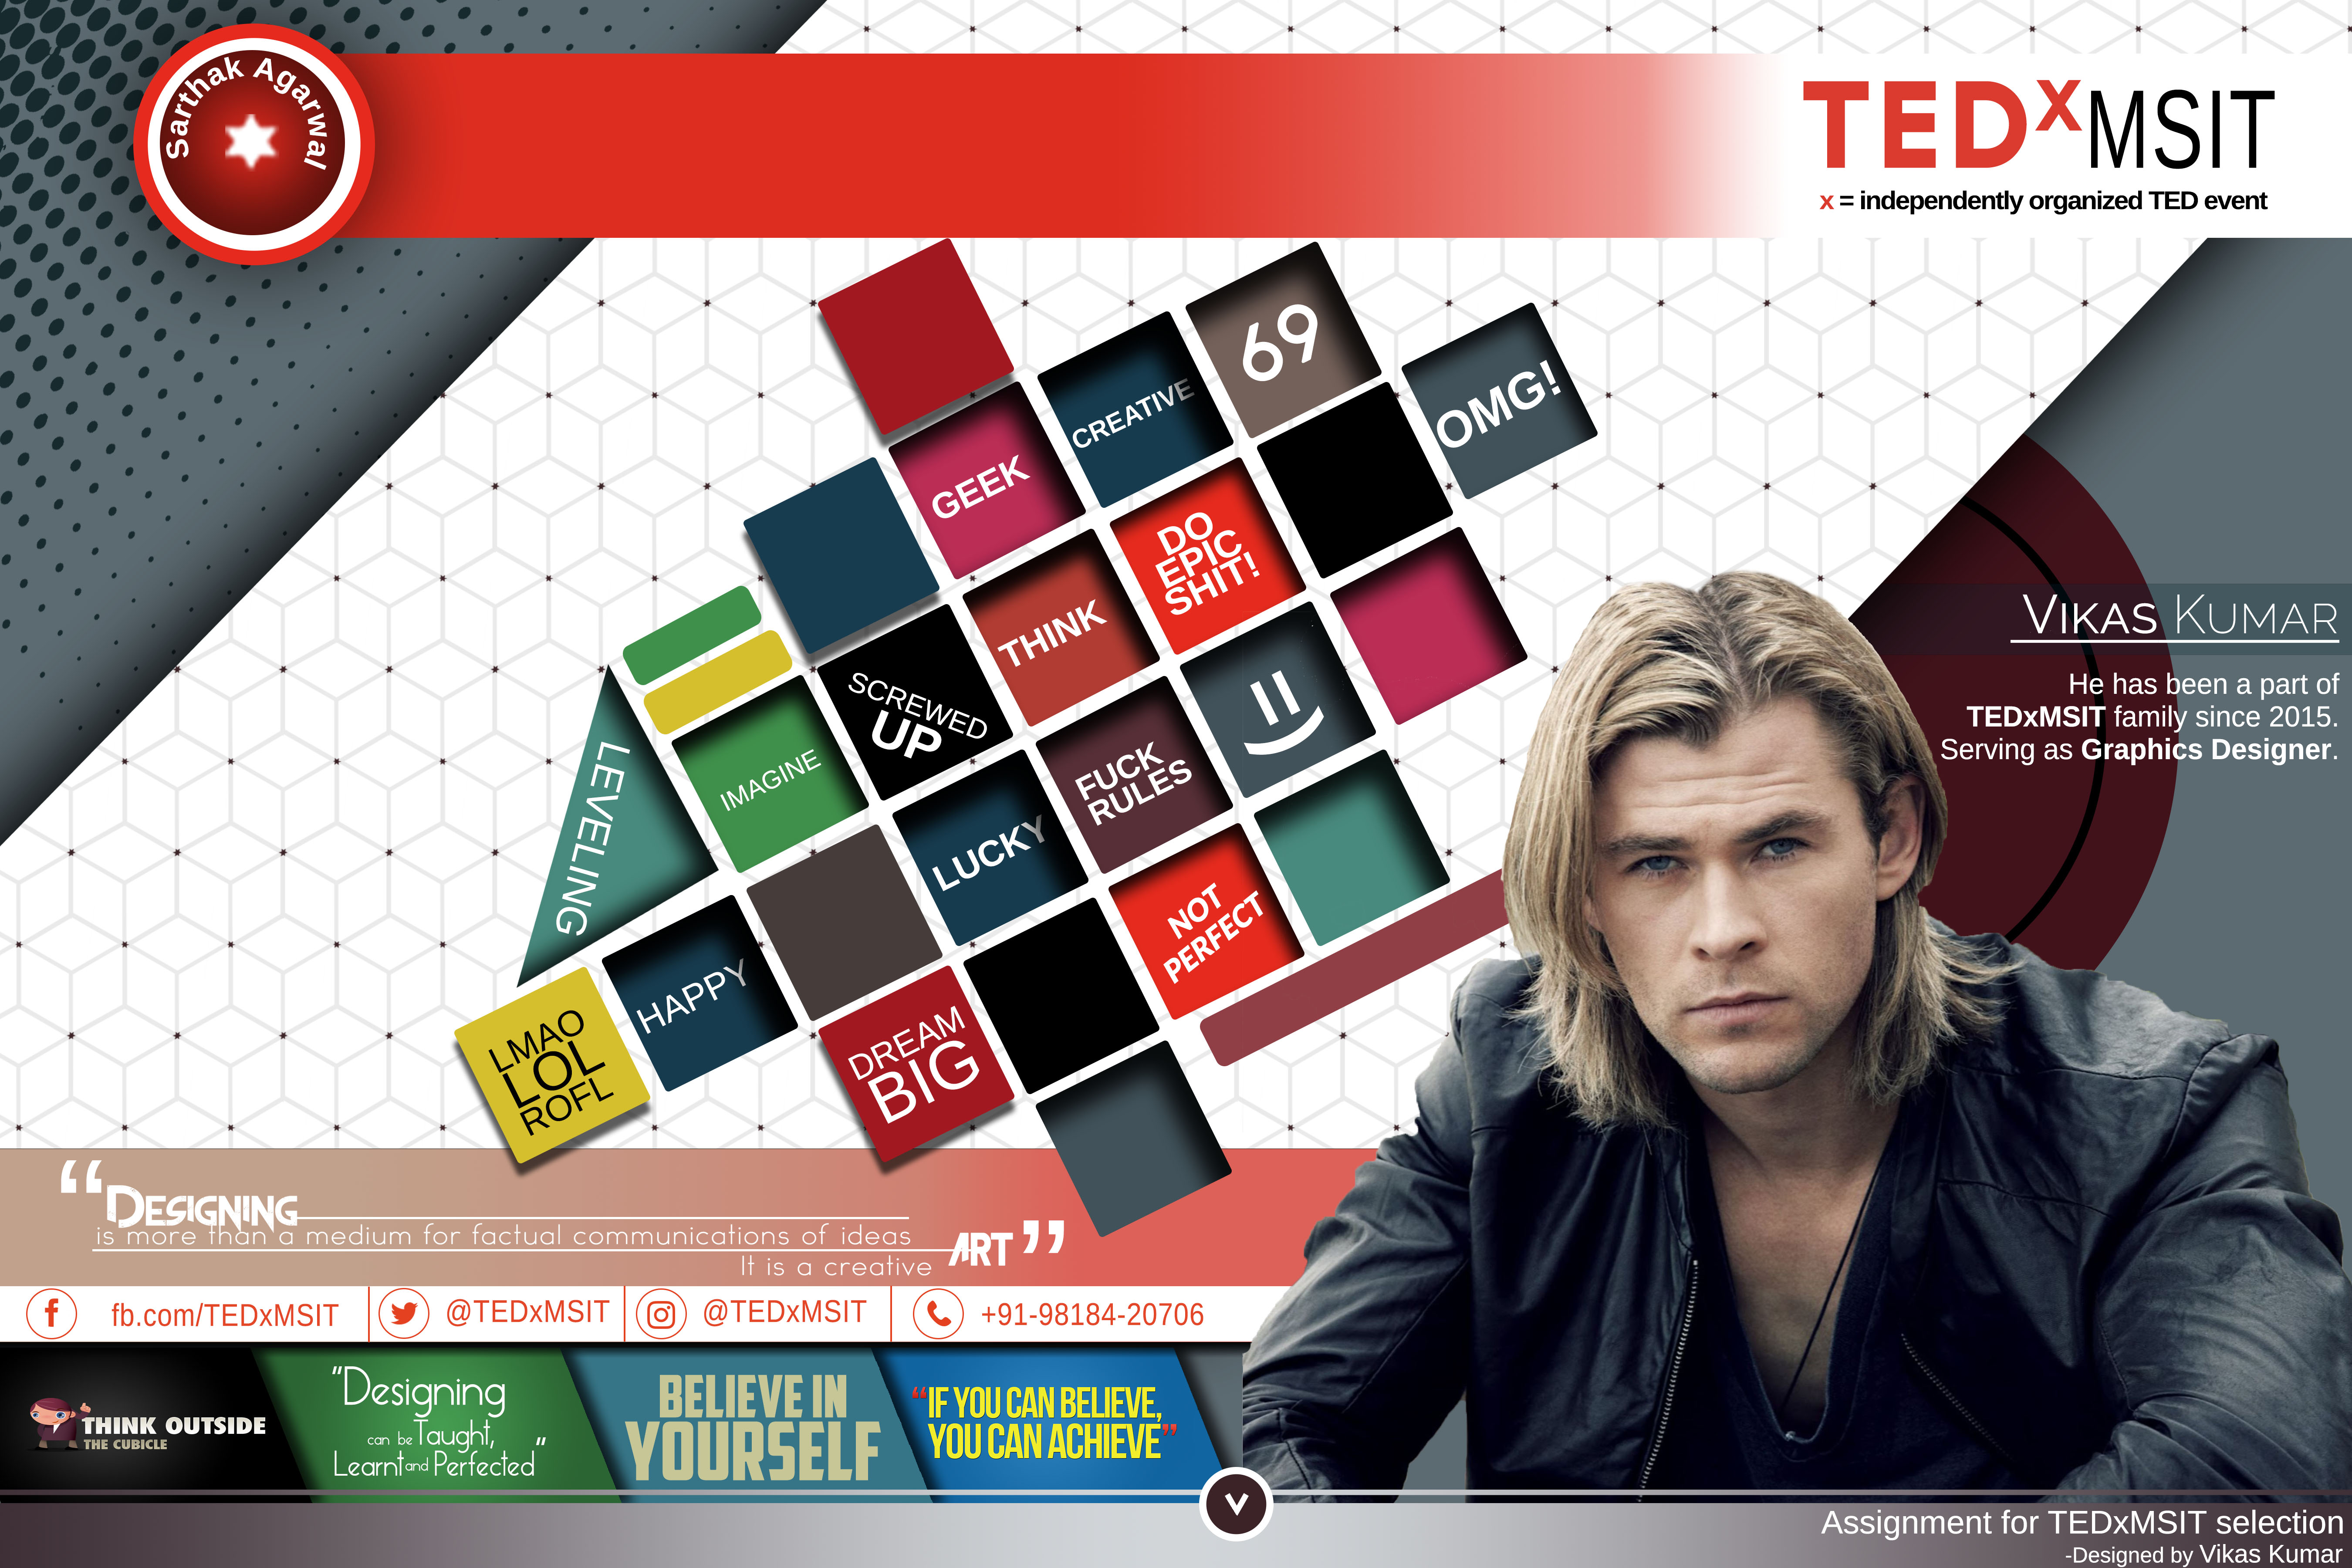 Sarthak Agarwal
TEDxMSIT
x = independently organized TED event
69
CREATIVE
OMG!
GEEK
DO
EPIC
SHIT!
THINK
SCREWED
UP
IMAGINE
LEVELING
FUCK
RULES
LUCKY
NOT
PERFECT
HAPPY
DREAM
BIG
LMAO
LOL
ROFL
VIKAS KUMAR
He has been a part of
TEDxMSIT family since 2015.
Serving as Graphics Designer.
“DESIGNING
is more than a medium for factual communications of ideas
It is a creative ART”
fb.com/TEDxMSIT
@TEDxMSIT
@TEDxMSIT
+91-98184-20706
THINK OUTSIDE
THE CUBICLE
"Designing
can be Taught,
Learnt and Perfected"
BELIEVE IN
YOURSELF
“IF YOU CAN BELIEVE,
YOU CAN ACHIEVE”
V
Assignment for TEDxMSIT selection
-Designed by Vikas Kumar